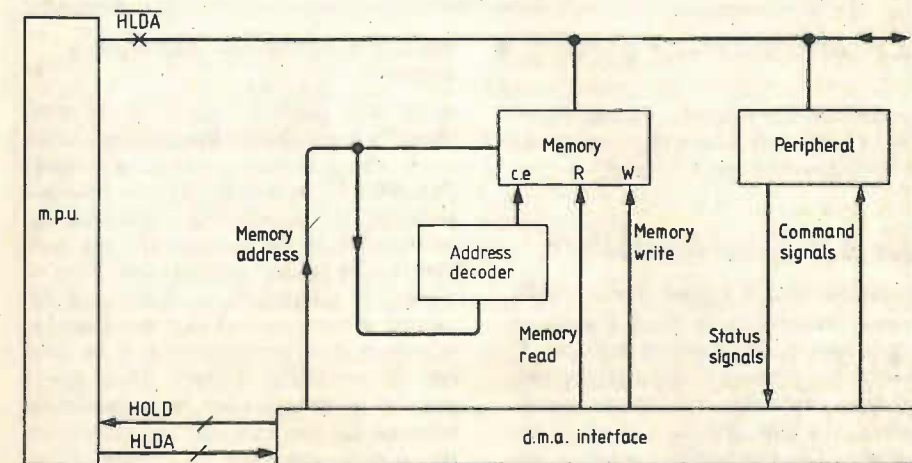 HLDA
Memory
c.e R W
Peripheral
m.p.u.
Memory
address
Address
decoder
Memory
write
Command
signals
Memory
read
Status
signals
HOLD
HLDA
d.m.a. interface